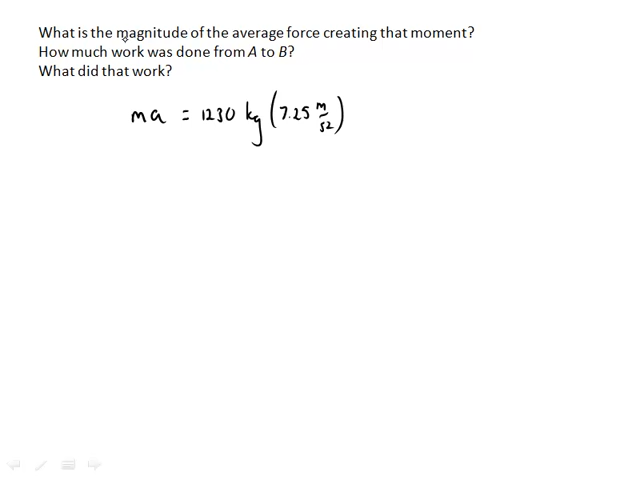 What is the magnitude of the average force creating that moment?
How much work was done from A to B?
What did that work?
ma = 1230 kg (7.25 m/s2)